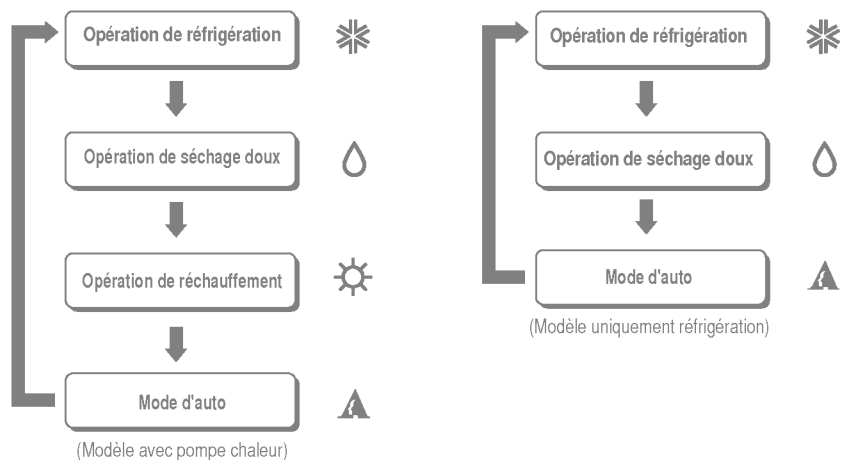 Opération de réfrigération
Opération de séchage doux
Opération de réchauffement
Mode d'auto
(Modèle avec pompe chaleur)
Opération de réfrigération
Opération de séchage doux
Mode d'auto
(Modèle uniquement réfrigération)